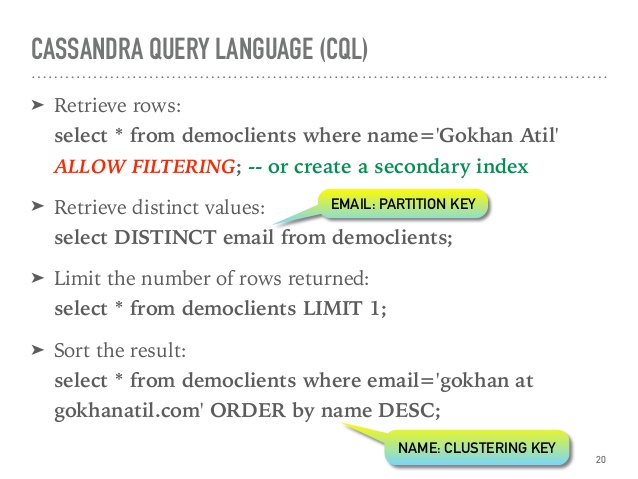 CASSANDRA QUERY LANGUAGE (CQL)
➤ Retrieve rows:
select * from democlients where name='Gokhan Atil'
ALLOW FILTERING; -- or create a secondary index
➤ Retrieve distinct values:
EMAIL: PARTITION KEY
select DISTINCT email from democlients;
➤ Limit the number of rows returned:
select * from democlients LIMIT 1;
➤ Sort the result:
select * from democlients where email='gokhan at
gokhanatil.com' ORDER by name DESC;
NAME: CLUSTERING KEY
20